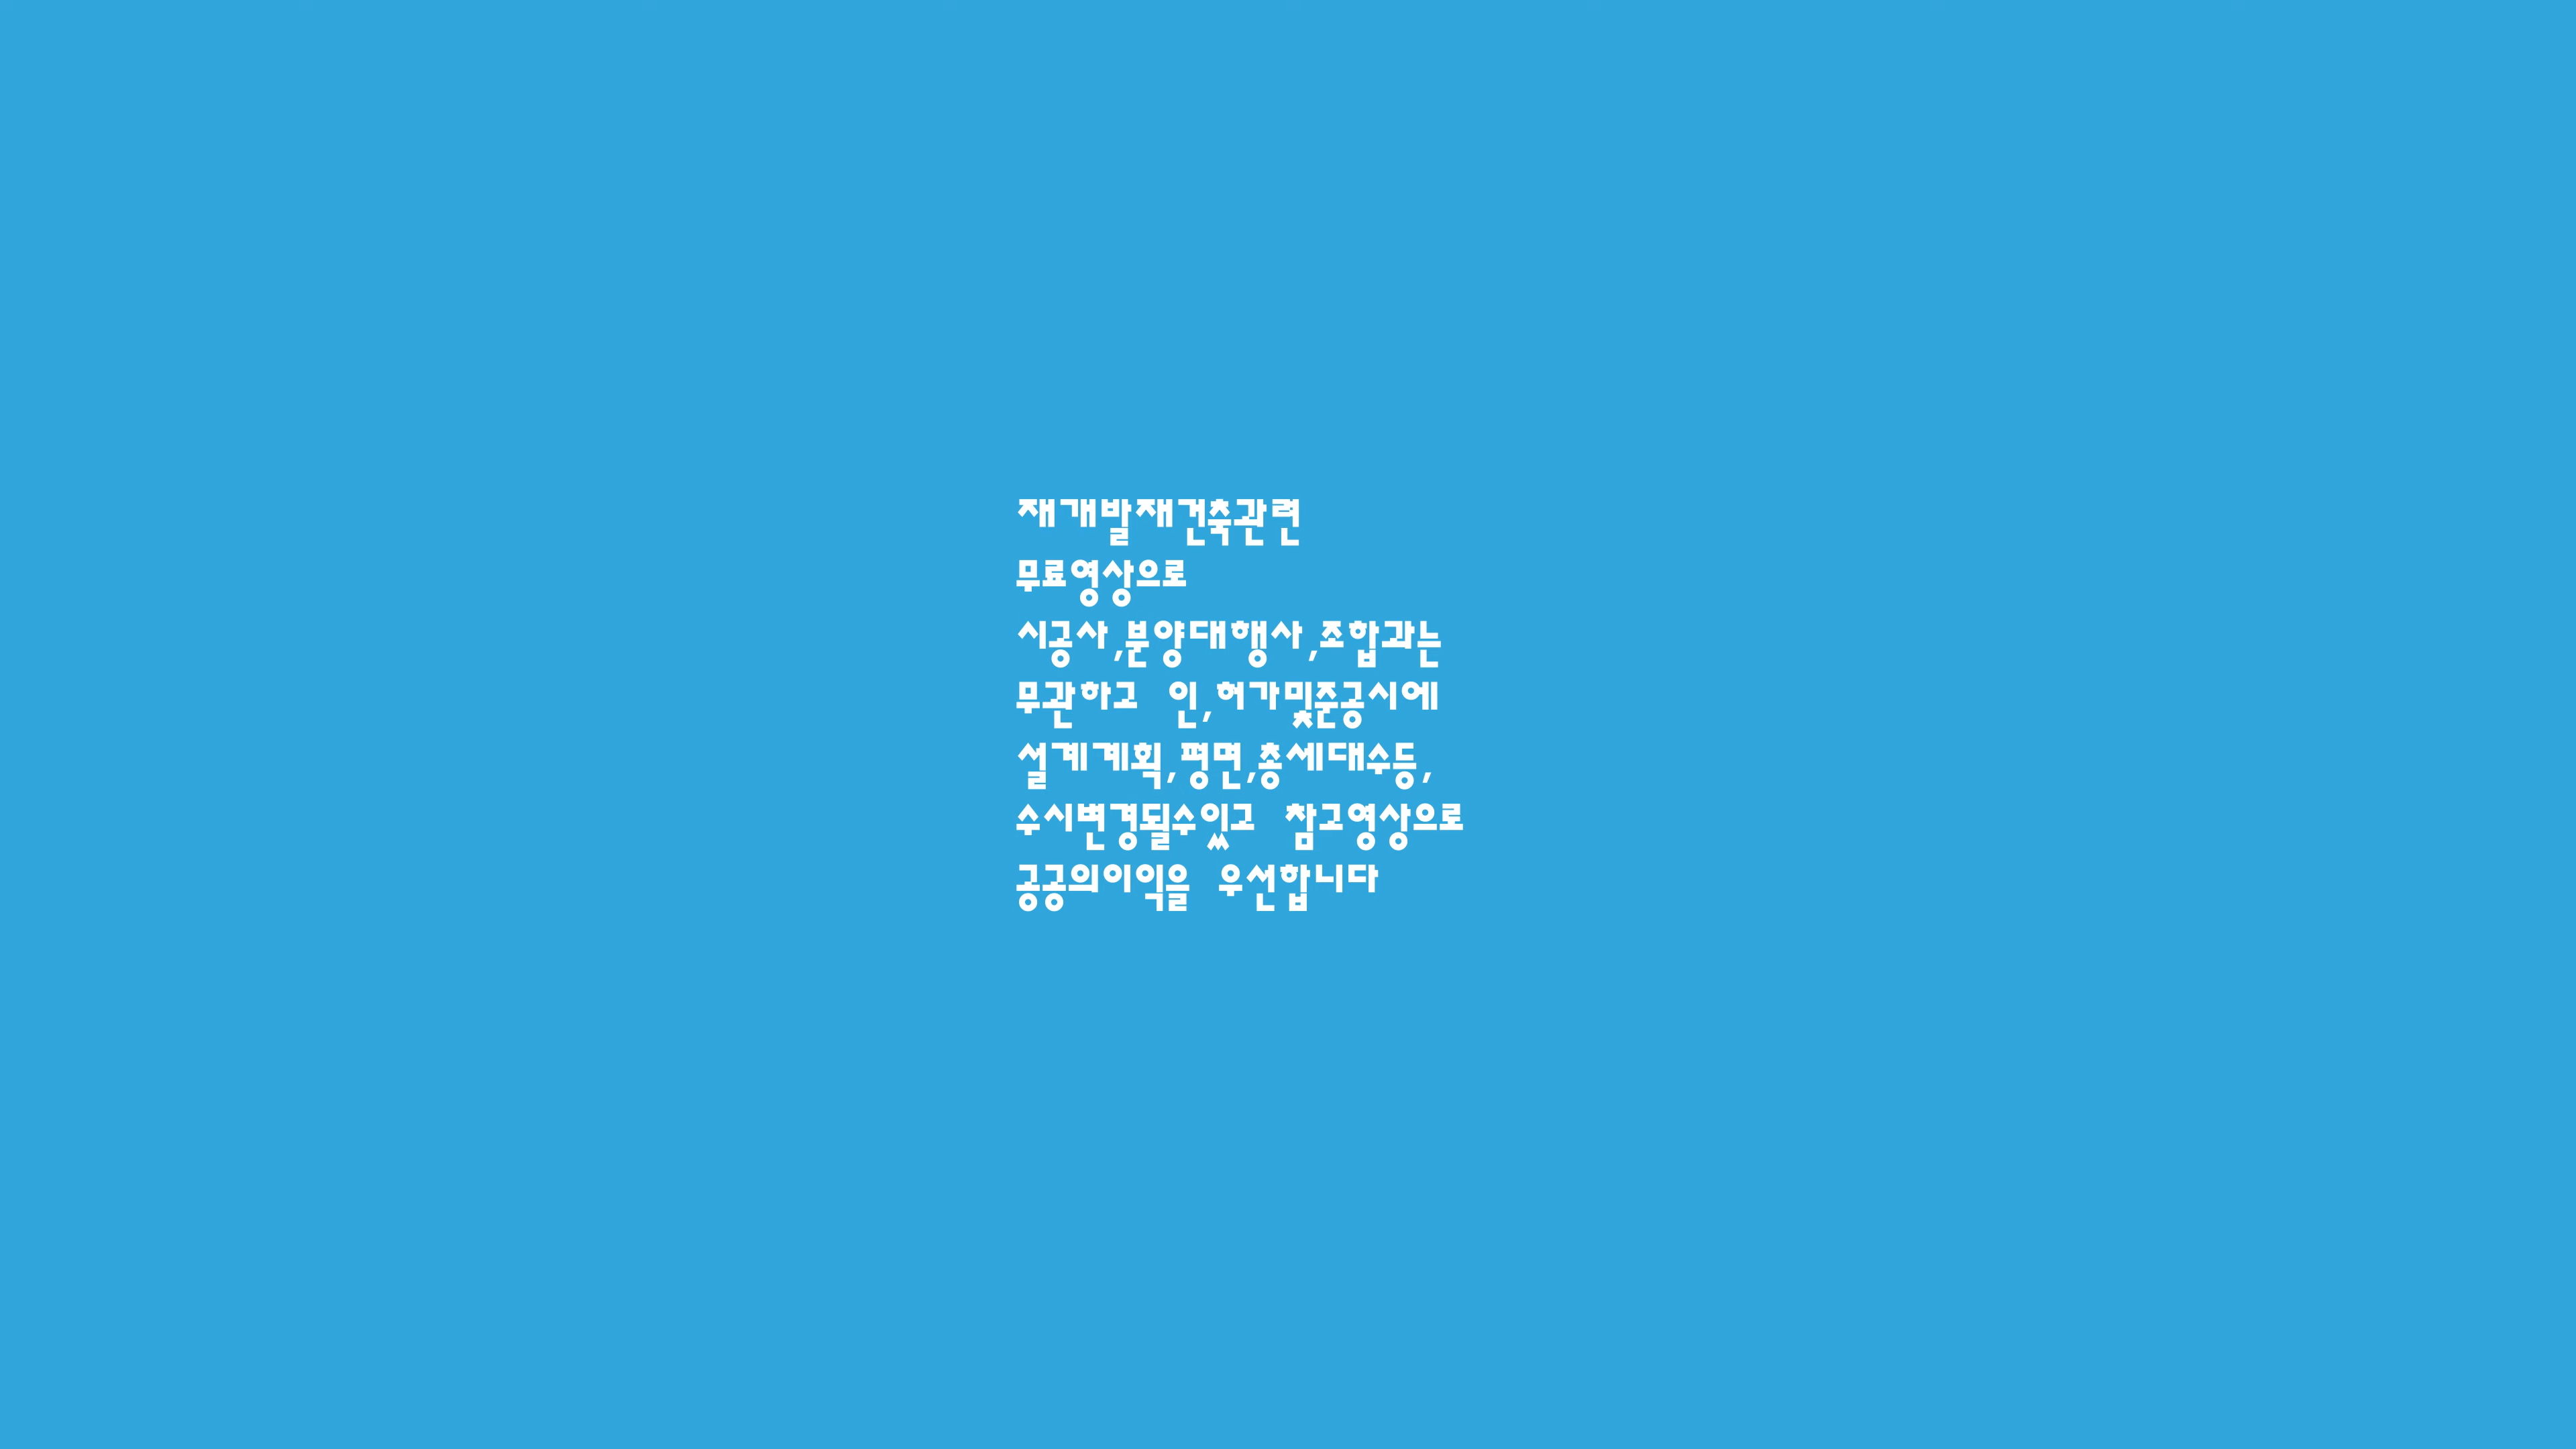 재개발재건축관련
무료영상으로
시공사,분양대행사,조합과는
무관하고 인,허가및준공시에
설계계획,평면,총세대수등,
수시변경될수있고 참고영상으로
공공의이익을 우선합니다